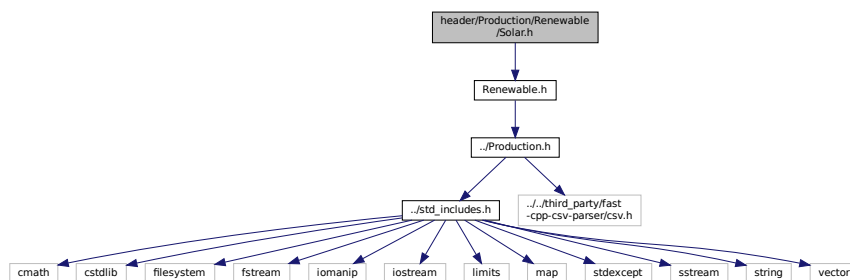 header/Production/Renewable
/Solar.h
Renewable.h
../Production.h
../std_includes.h
../../third_party/fast
-cpp-csv-parser/csv.h
cmath
cstdlib
filesystem
fstream
iomanip
iostream
limits
map
stdexcept
sstream
string
vector